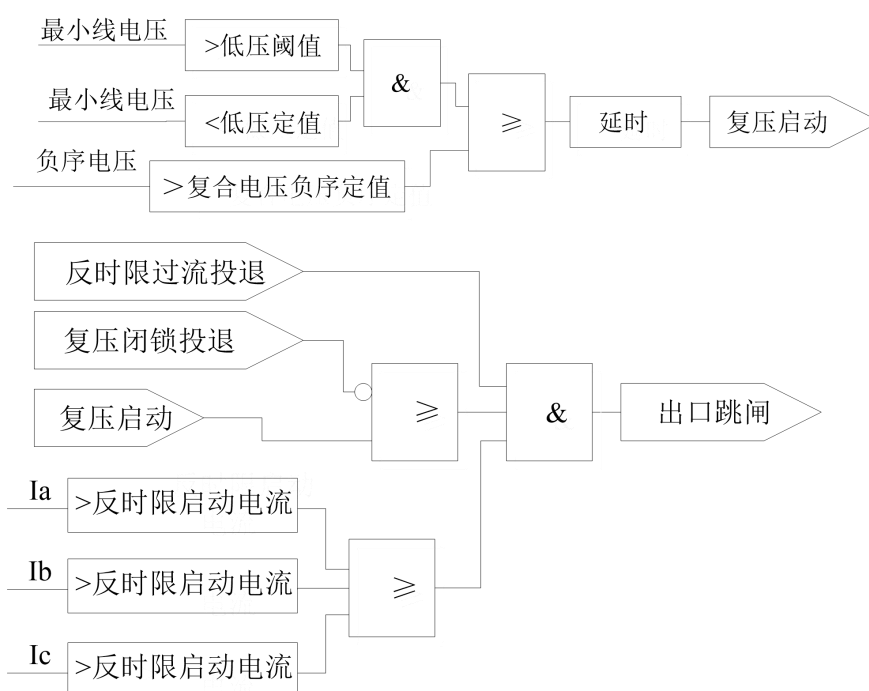 最小线电压
>低压阈值
&
最小线电压
<低压定值
≥
延时
复压启动
负序电压
>复合电压负序定值
反时限过流投退
复压闭锁投退
复压启动
≥
&
出口跳闸
Ia
>反时限启动电流
Ib
>反时限启动电流
≥
Ic
>反时限启动电流